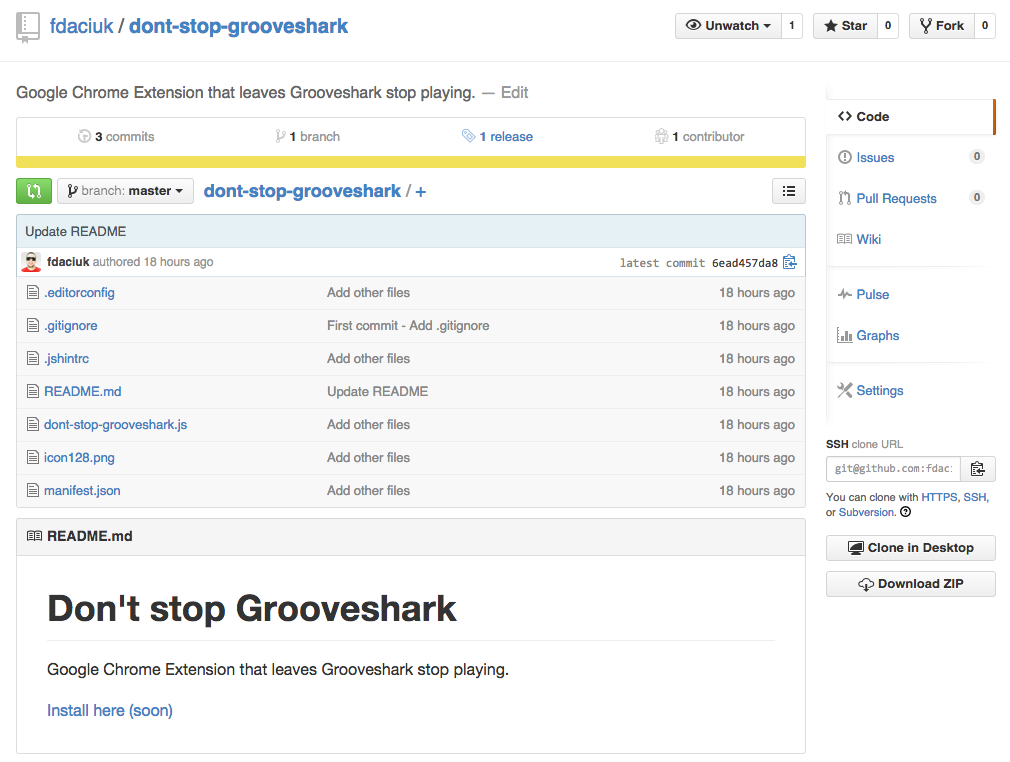 fdaciuk / dont-stop-grooveshark
Unwatch 1 Star 0 Fork 0
Google Chrome Extension that leaves Grooveshark stop playing. — Edit
3 commits 1 branch 1 release 1 contributor
branch: master dont-stop-grooveshark / +
Update README
fdaciuk authored 18 hours ago latest commit 6ead457da8
.editorconfig Add other files 18 hours ago
.gitignore First commit - Add .gitignore 18 hours ago
.jshintrc Add other files 18 hours ago
README.md Update README 18 hours ago
dont-stop-grooveshark.js Add other files 18 hours ago
icon128.png Add other files 18 hours ago
manifest.json Add other files 18 hours ago
README.md
Don't stop Grooveshark
Google Chrome Extension that leaves Grooveshark stop playing.
Install here (soon)
Code
Issues 0
Pull Requests 0
Wiki
Pulse
Graphs
Settings
SSH clone URL
git@github.com:fdac
You can clone with HTTPS, SSH,
or Subversion.
Clone in Desktop
Download ZIP